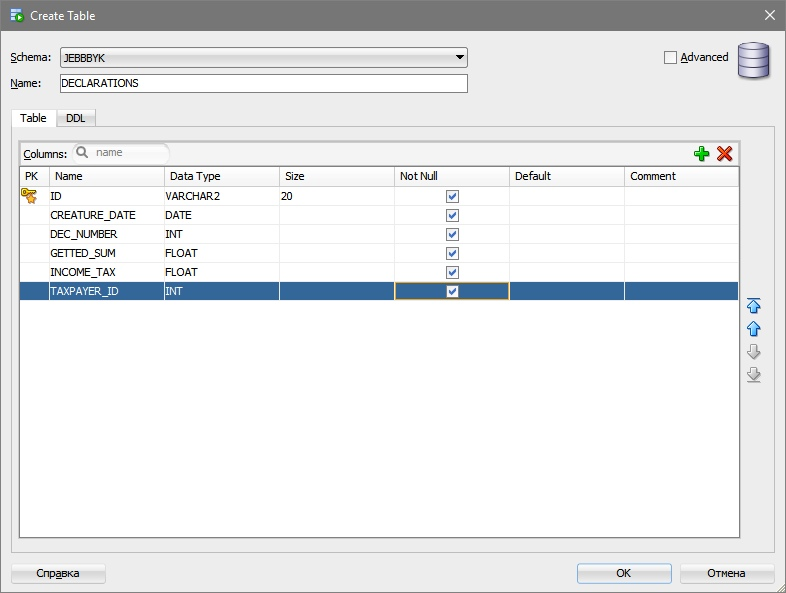 Create Table
Schema: JEBBBYK Advanced
Name: DECLARATIONS
Table DDL
Columns: name
PK Name Data Type Size Not Null Default Comment
ID VARCHAR2 20
CREATURE_DATE DATE
DEC_NUMBER INT
GETTED_SUM FLOAT
INCOME_TAX FLOAT
TAXPAYER_ID INT
Справка OK Отмена